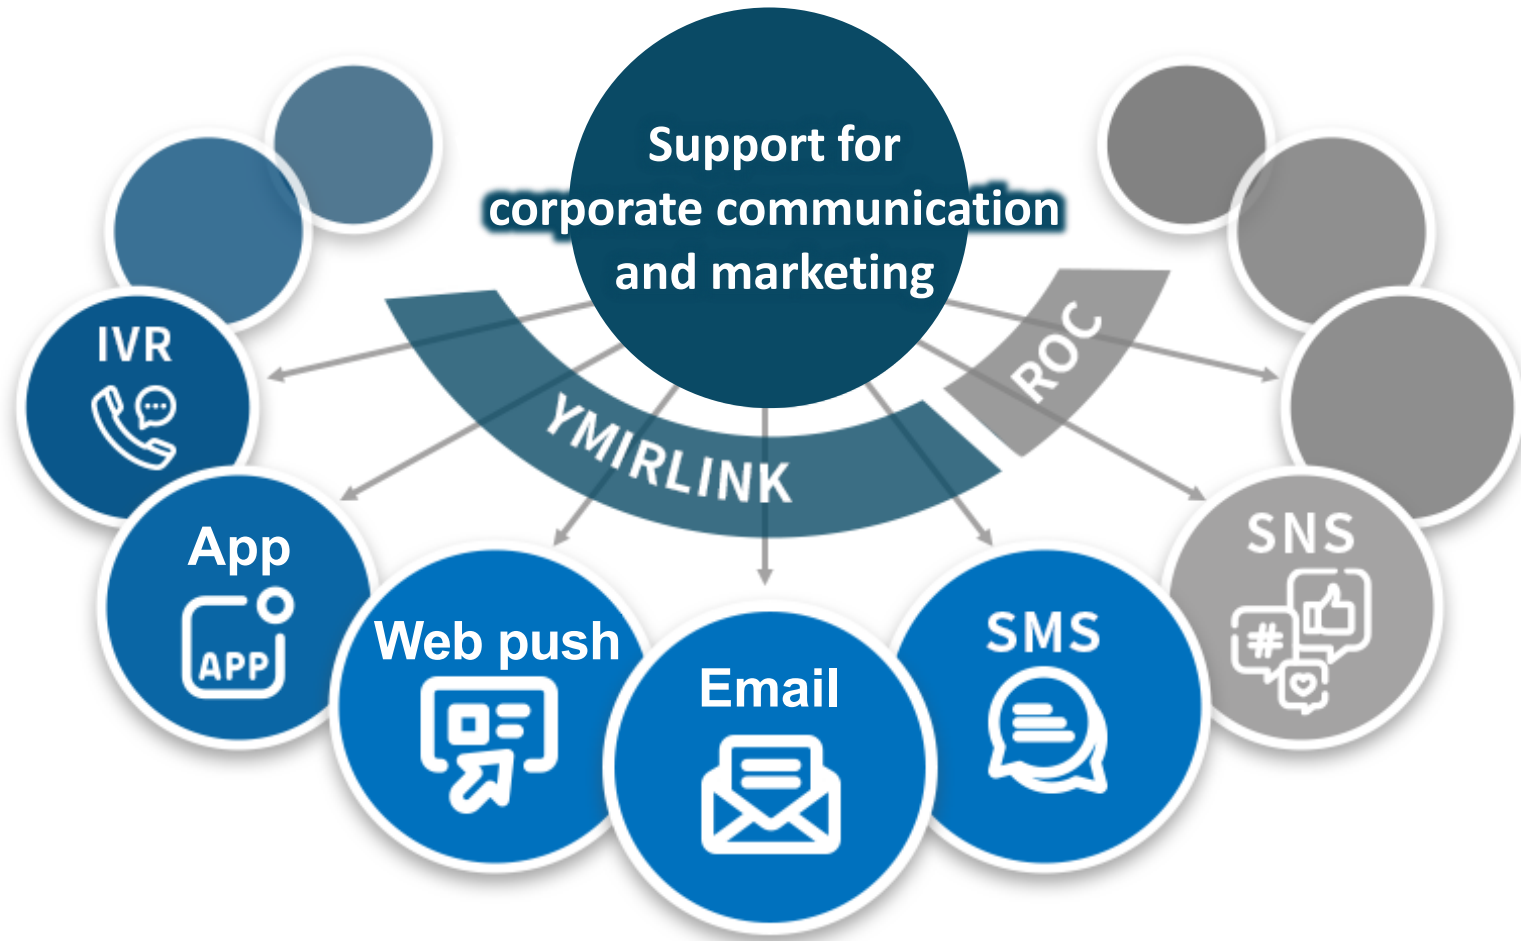 Support for
corporate communication
and marketing
YMIRLINK
ROC
IVR
App
APP
Web push
Email
SMS
SNS
#